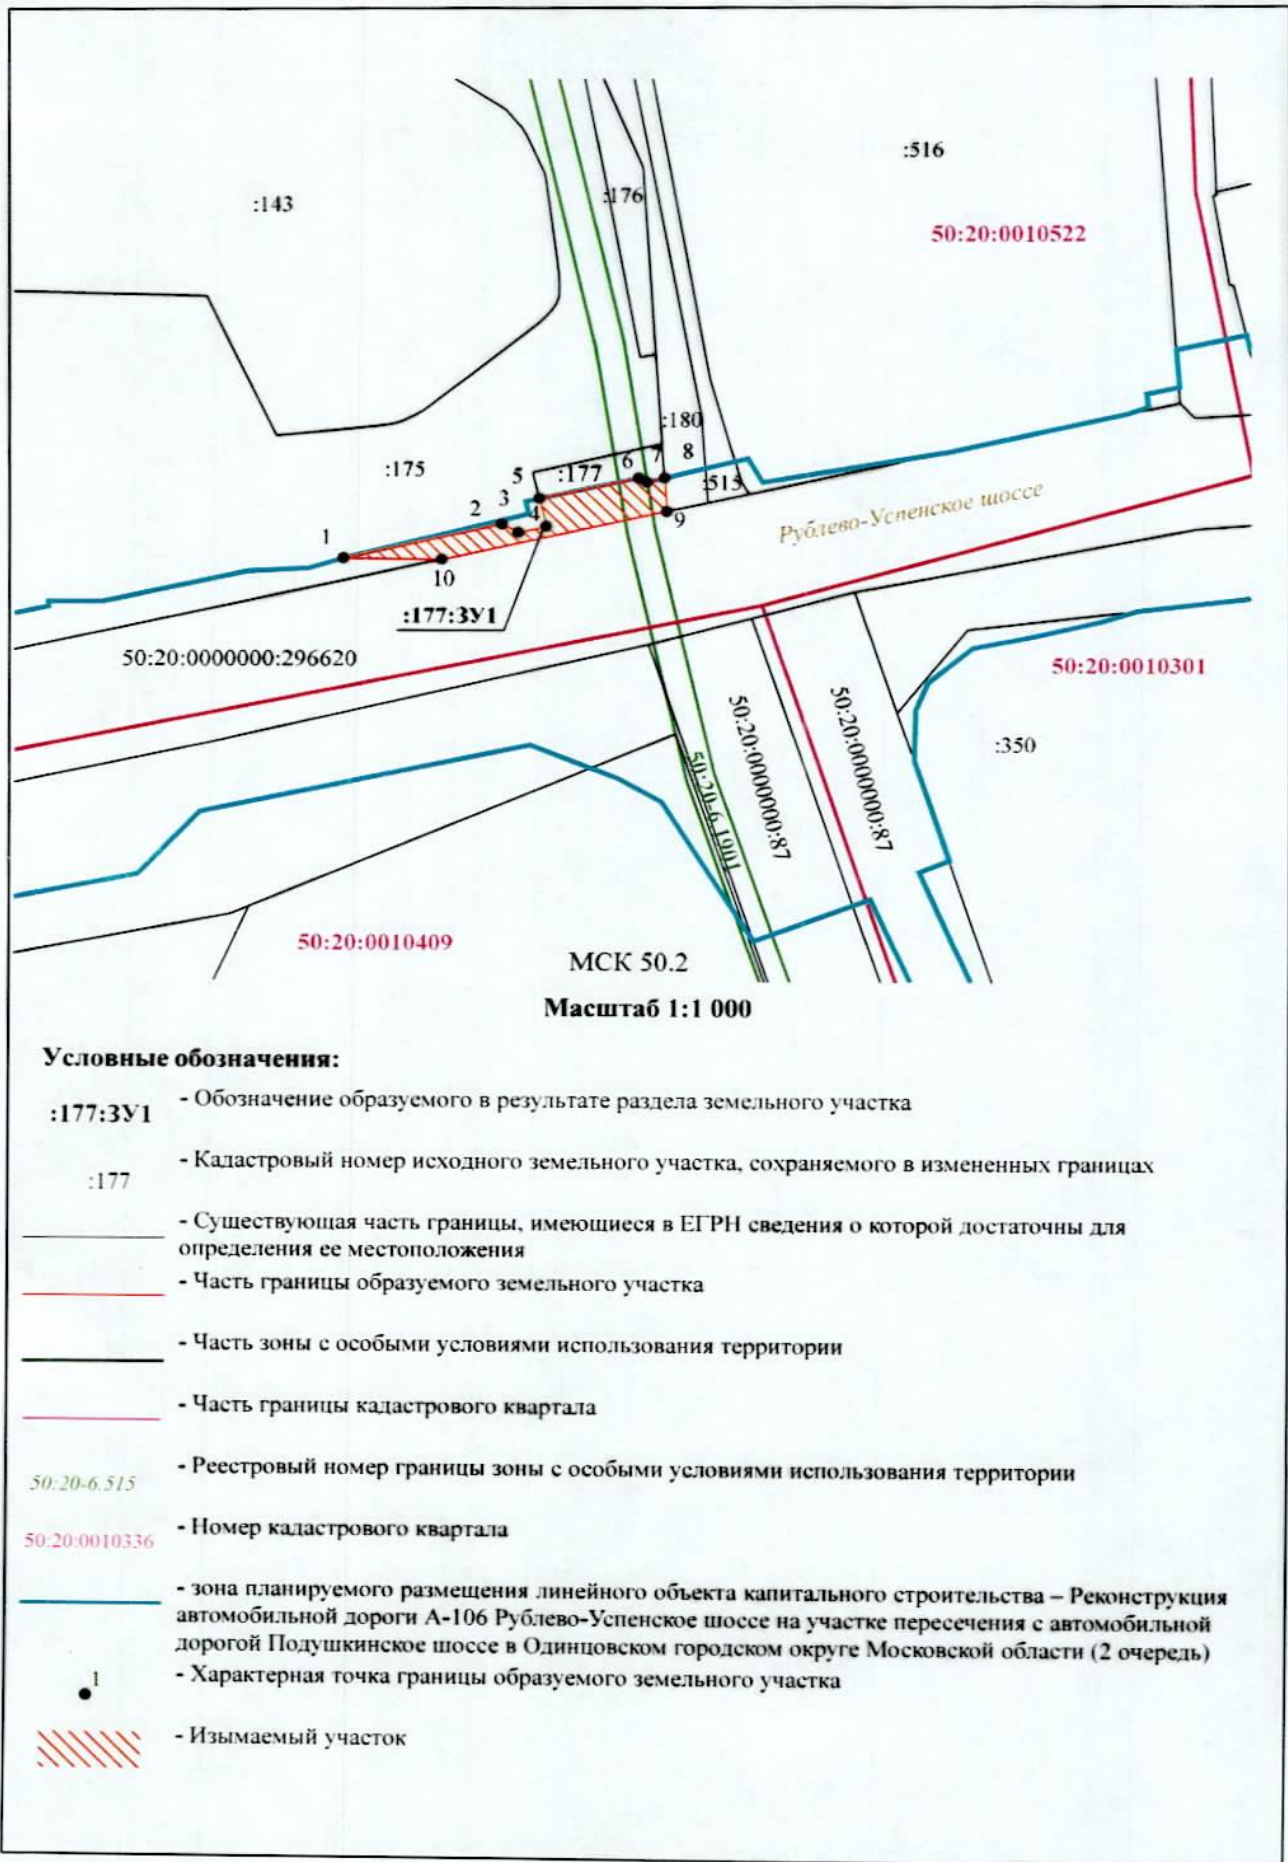 :516
:176
:143
50:20:0010522
:180
:175
5
:177
6
7
8
:515
3
2
4
9
1
10
Рублево-Успенское шоссе
:177:ЗУ1
50:20:0000000:296620
50:20:0010301
:350
50:20-6.1901
50:20:0000000:87
50:20:0000000:87
50:20:0010409
МСК 50.2
Масштаб 1:1 000
Условные обозначения:
:177:ЗУ1
- Обозначение образуемого в результате раздела земельного участка
:177
- Кадастровый номер исходного земельного участка, сохраняемого в измененных границах
- Существующая часть границы, имеющиеся в ЕГРН сведения о которой достаточны для
определения ее местоположения
- Часть границы образуемого земельного участка
- Часть зоны с особыми условиями использования территории
- Часть границы кадастрового квартала
50:20-6.515
- Реестровый номер границы зоны с особыми условиями использования территории
50:20:0010336
- Номер кадастрового квартала
- зона планируемого размещения линейного объекта капитального строительства – Реконструкция
автомобильной дороги А-106 Рублево-Успенское шоссе на участке пересечения с автомобильной
дорогой Подушкинское шоссе в Одинцовском городском округе Московской области (2 очередь)
1
- Характерная точка границы образуемого земельного участка
- Изымаемый участок